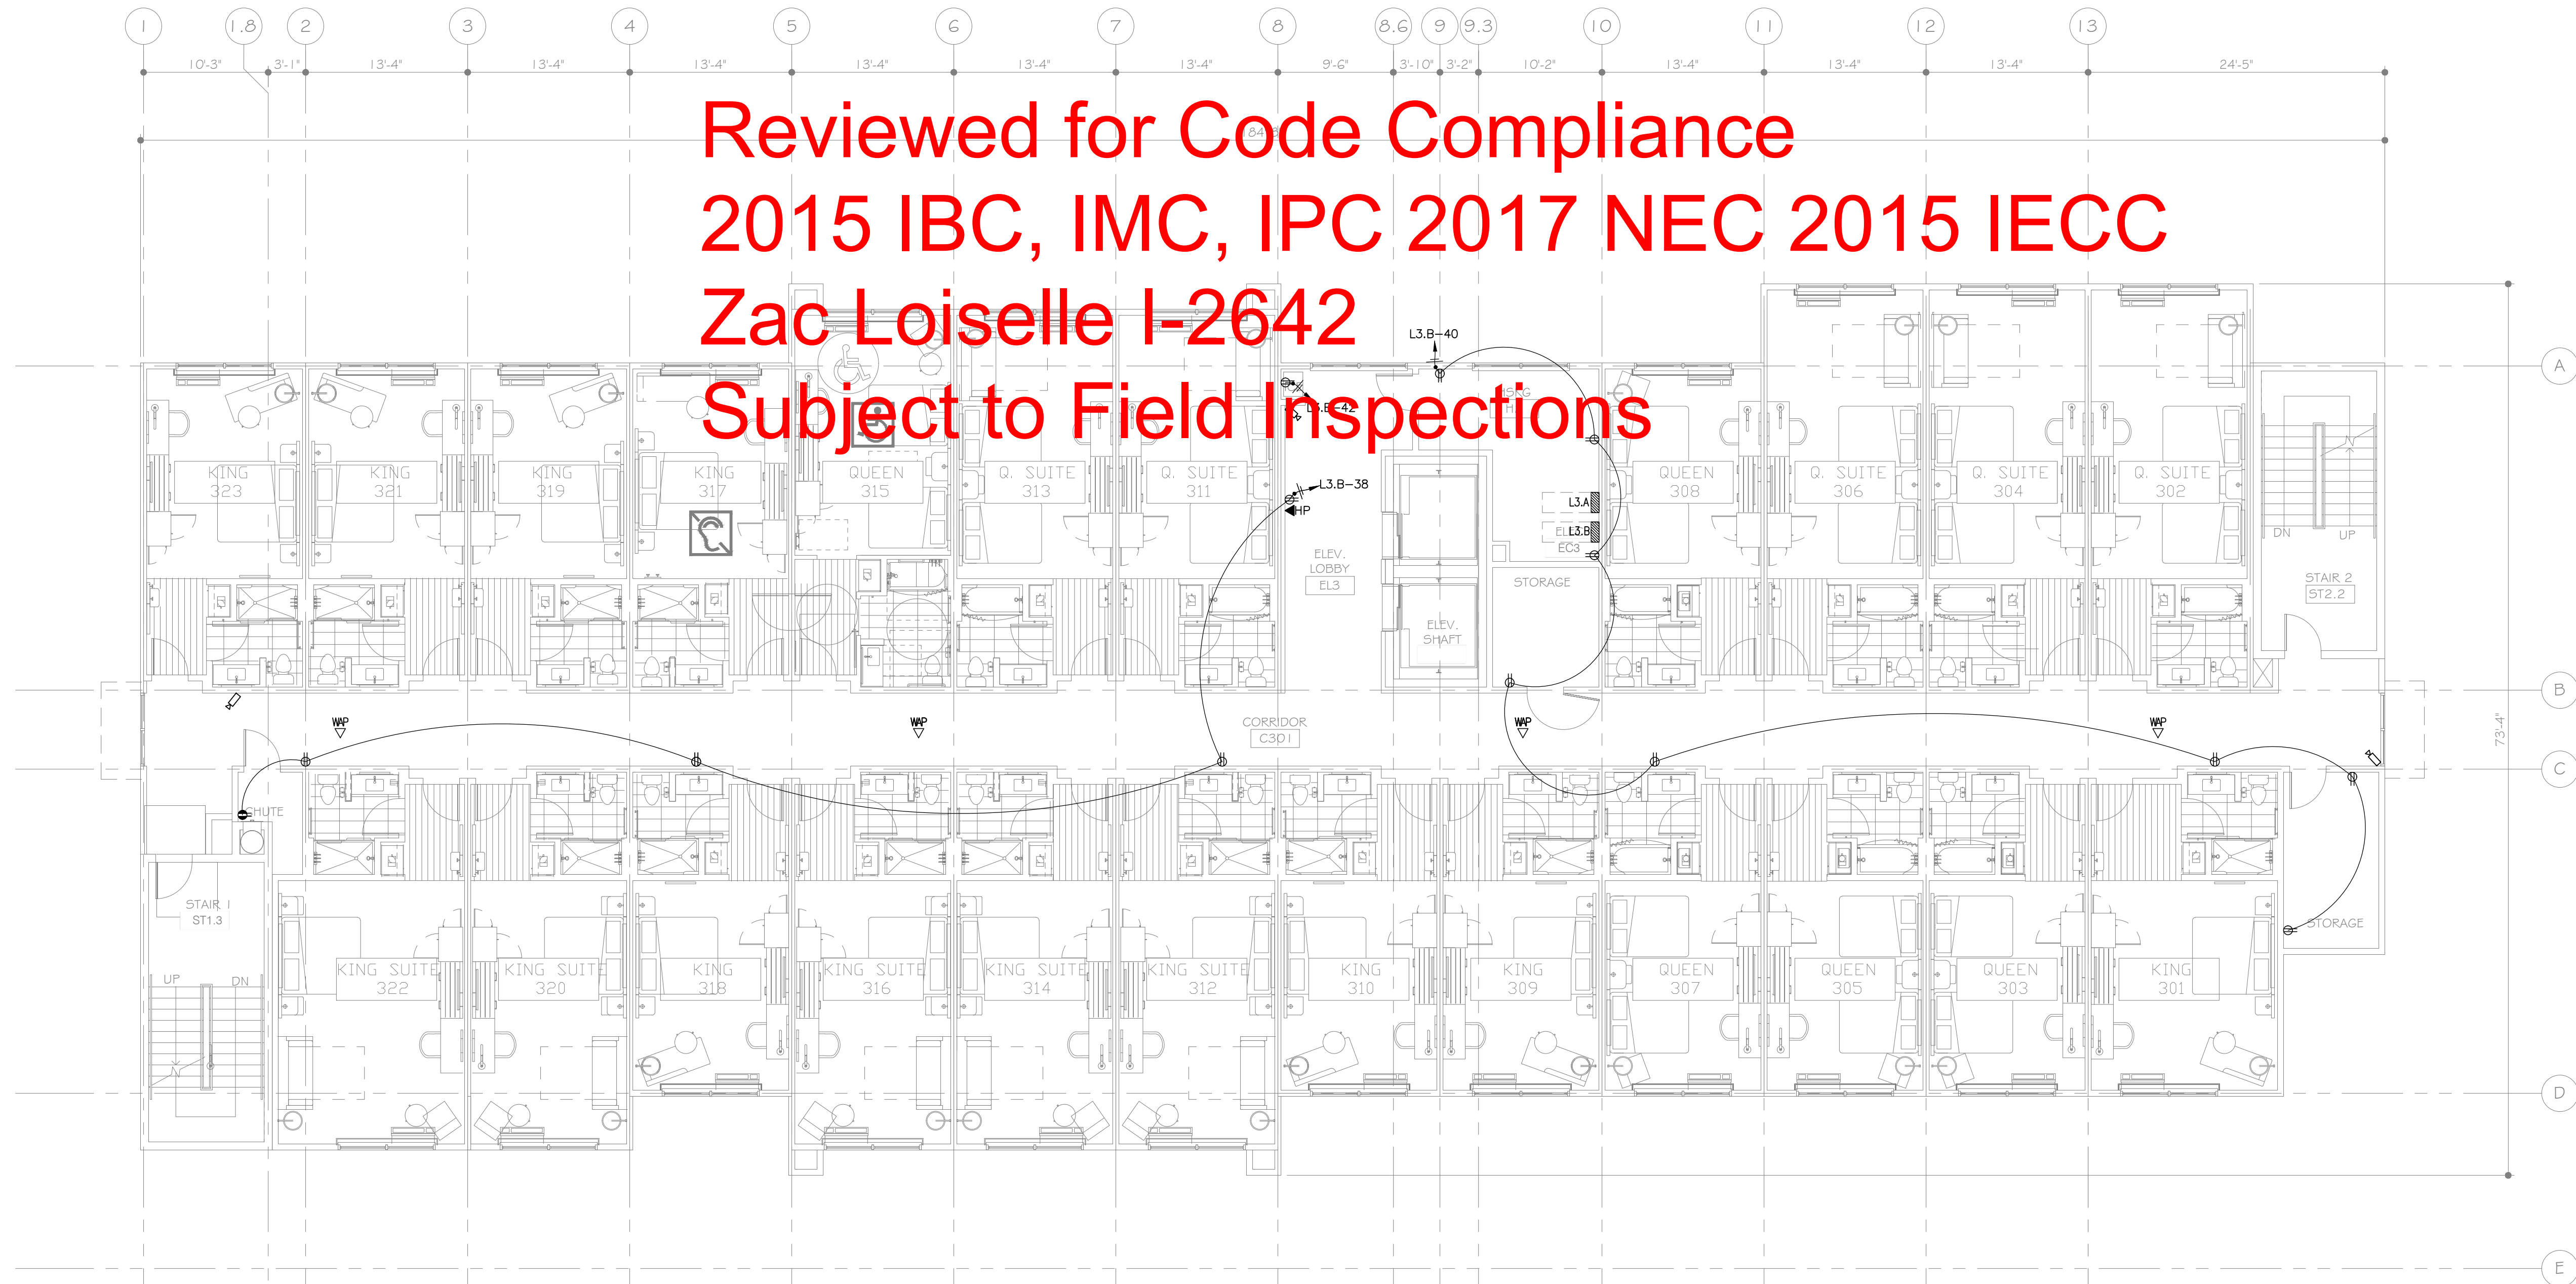 1 1.8 2 3 4 5 6 7 8 8.6 9 9.3 10 11 12 13
10'-3" 3'-1" 13'-4" 13'-4" 13'-4" 13'-4" 13'-4" 13'-4" 9'-6" 3'-10" 3'-2" 10'-2" 13'-4" 13'-4" 13'-4" 24'-5"
Reviewed for Code Compliance
2015 IBC, IMC, IPC 2017 NEC 2015 IECC
Zac Loiselle I-2642
Subject to Field Inspections
L3.B-40
A
L3.B-42
KING
323
KING
321
KING
319
KING
317
QUEEN
315
Q. SUITE
313
Q. SUITE
311
L3.B-38
HP
L3.A
L3.B
EC3
QUEEN
308
Q. SUITE
306
Q. SUITE
304
Q. SUITE
302
DN UP
ELEV.
LOBBY
EL3
STORAGE
ELEV.
SHAFT
STAIR 2
ST2.2
B
WAP
WAP
CORRIDOR
C301
WAP
WAP
73'-4"
C
CHUTE
STAIR 1
ST1.3
STORAGE
UP DN
KING SUITE
322
KING SUITE
320
KING
318
KING SUITE
316
KING SUITE
314
KING SUITE
312
KING
310
KING
309
QUEEN
307
QUEEN
305
QUEEN
303
KING
301
D
E